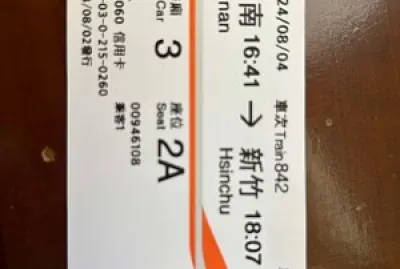 24/08/04 車次 Train 842
南 → 新竹
nan Hsinchu
16:41 18:07
廂 Car 3 座位 Seat 2A
乘客1
060 信用卡 00946108
-03-0-215-0260
/08/02發行